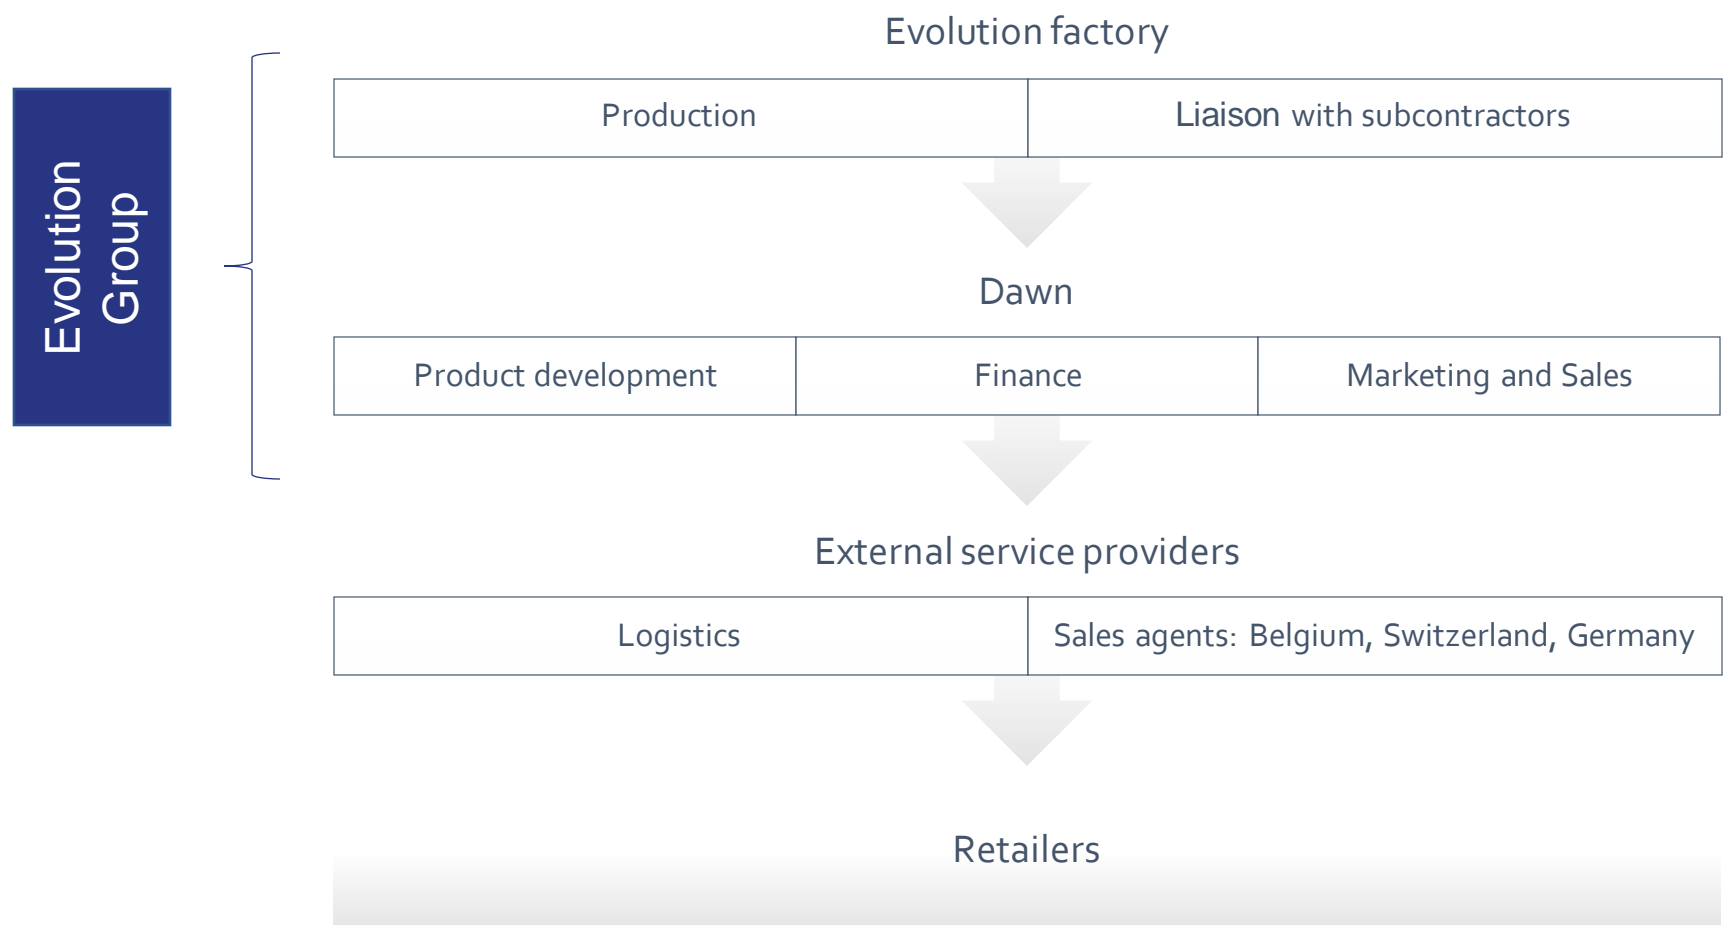 Evolution factory
Production
Liaison with subcontractors
Evolution
Group
Dawn
Product development
Finance
Marketing and Sales
External service providers
Logistics
Sales agents: Belgium, Switzerland, Germany
Retailers